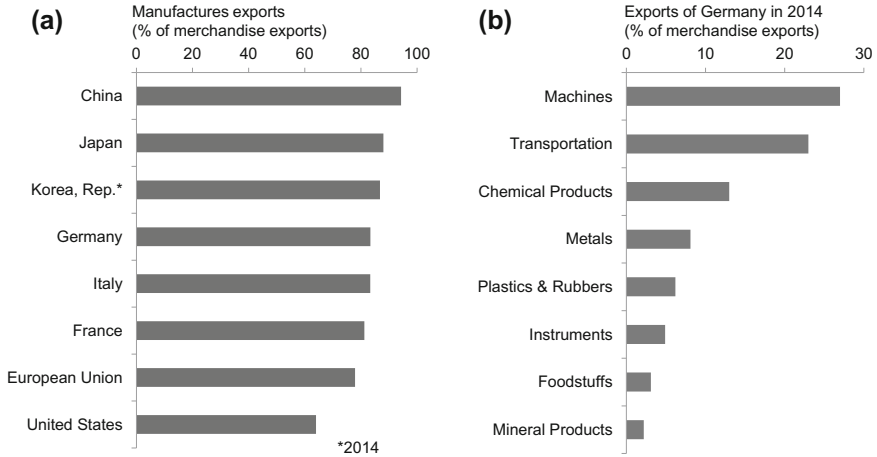 (a)
Manufactures exports
(% of merchandise exports)
0 20 40 60 80 100
China
Japan
Korea, Rep.*
Germany
Italy
France
European Union
United States
*2014
(b)
Exports of Germany in 2014
(% of merchandise exports)
0 10 20 30
Machines
Transportation
Chemical Products
Metals
Plastics & Rubbers
Instruments
Foodstuffs
Mineral Products